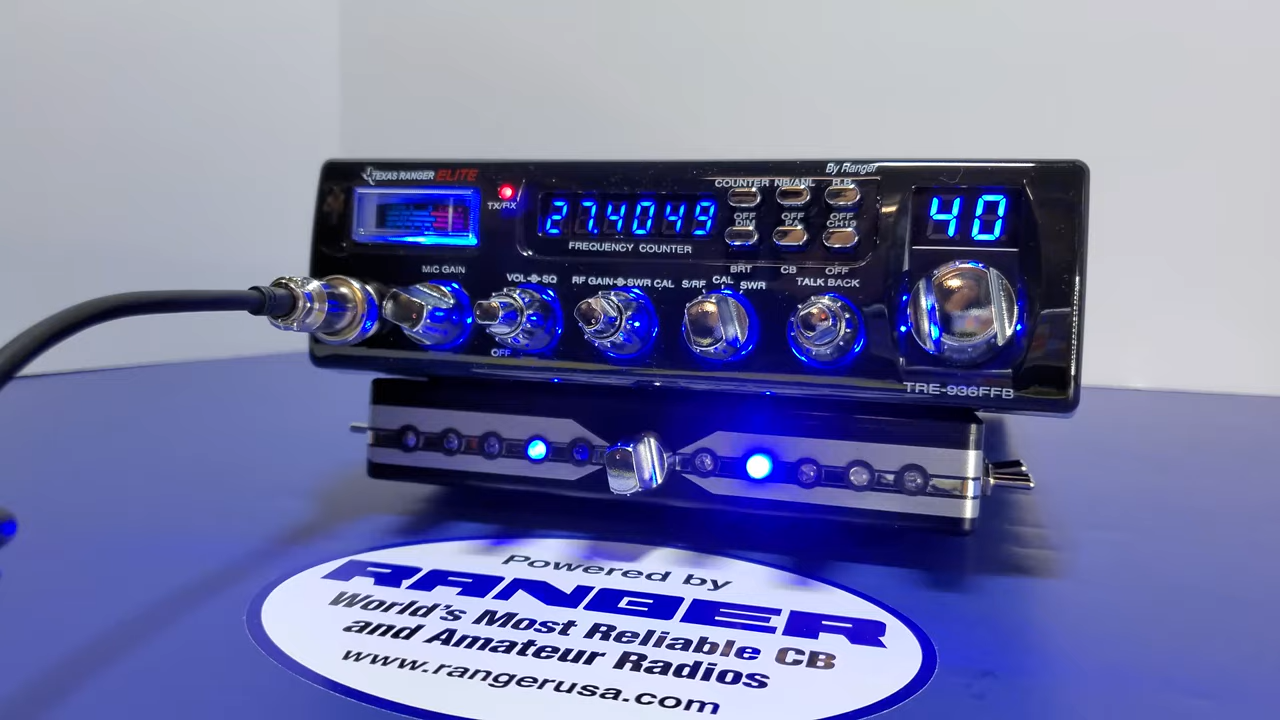 TEXAS RANGER ELITE
By Ranger
TX/RX
27.4049
FREQUENCY COUNTER
COUNTER NB/ANL R.B.
OFF OFF OFF
DIM PA CH19
BRT CB OFF
40
MIC GAIN
VOL SQ
OFF
RF GAIN SWR CAL
S/RF CAL SWR
TALK BACK
TRE-936FFB
Powered by
RANGER
World's Most Reliable CB
and Amateur Radios
www.rangerusa.com